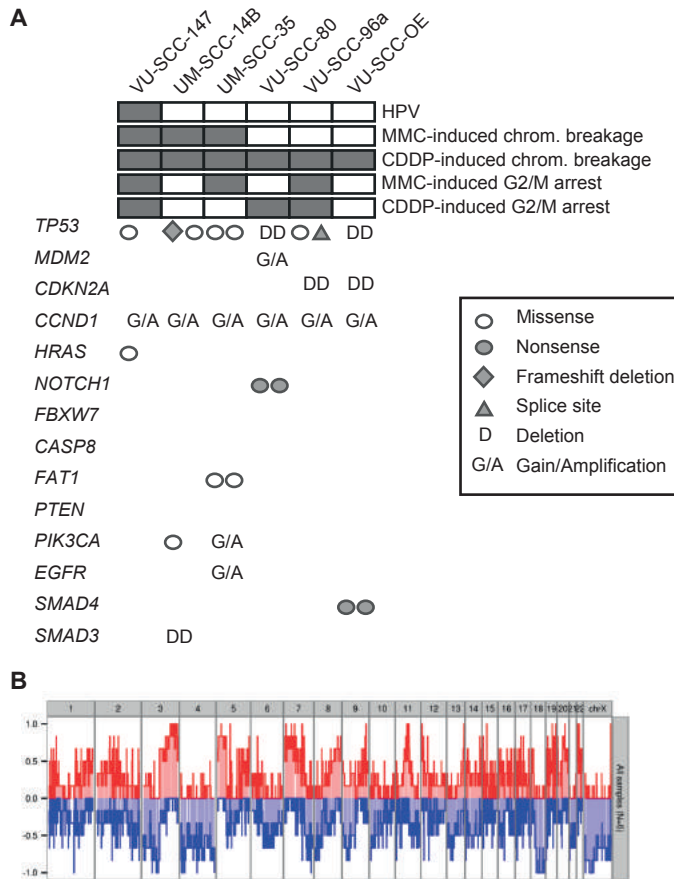 A
VU-SCC-147
UM-SCC-14B
UM-SCC-35
VU-SCC-80
VU-SCC-96a
VU-SCC-OE
HPV
MMC-induced chrom. breakage
CDDP-induced chrom. breakage
MMC-induced G2/M arrest
CDDP-induced G2/M arrest
TP53 DD DD
MDM2 G/A
CDKN2A DD DD
CCND1 G/A G/A G/A G/A G/A G/A
HRAS
NOTCH1
FBXW7
CASP8
FAT1
PTEN
PIK3CA G/A
EGFR G/A
SMAD4
SMAD3 DD
Missense
Nonsense
Frameshift deletion
Splice site
D Deletion
G/A Gain/Amplification
B
1 2 3 4 5 6 7 8 9 10 11 12 13 14 15 16 17 18 19 20 21 22 chrX
1.0
0.5
0.0
-0.5
-1.0
All samples (N=6)